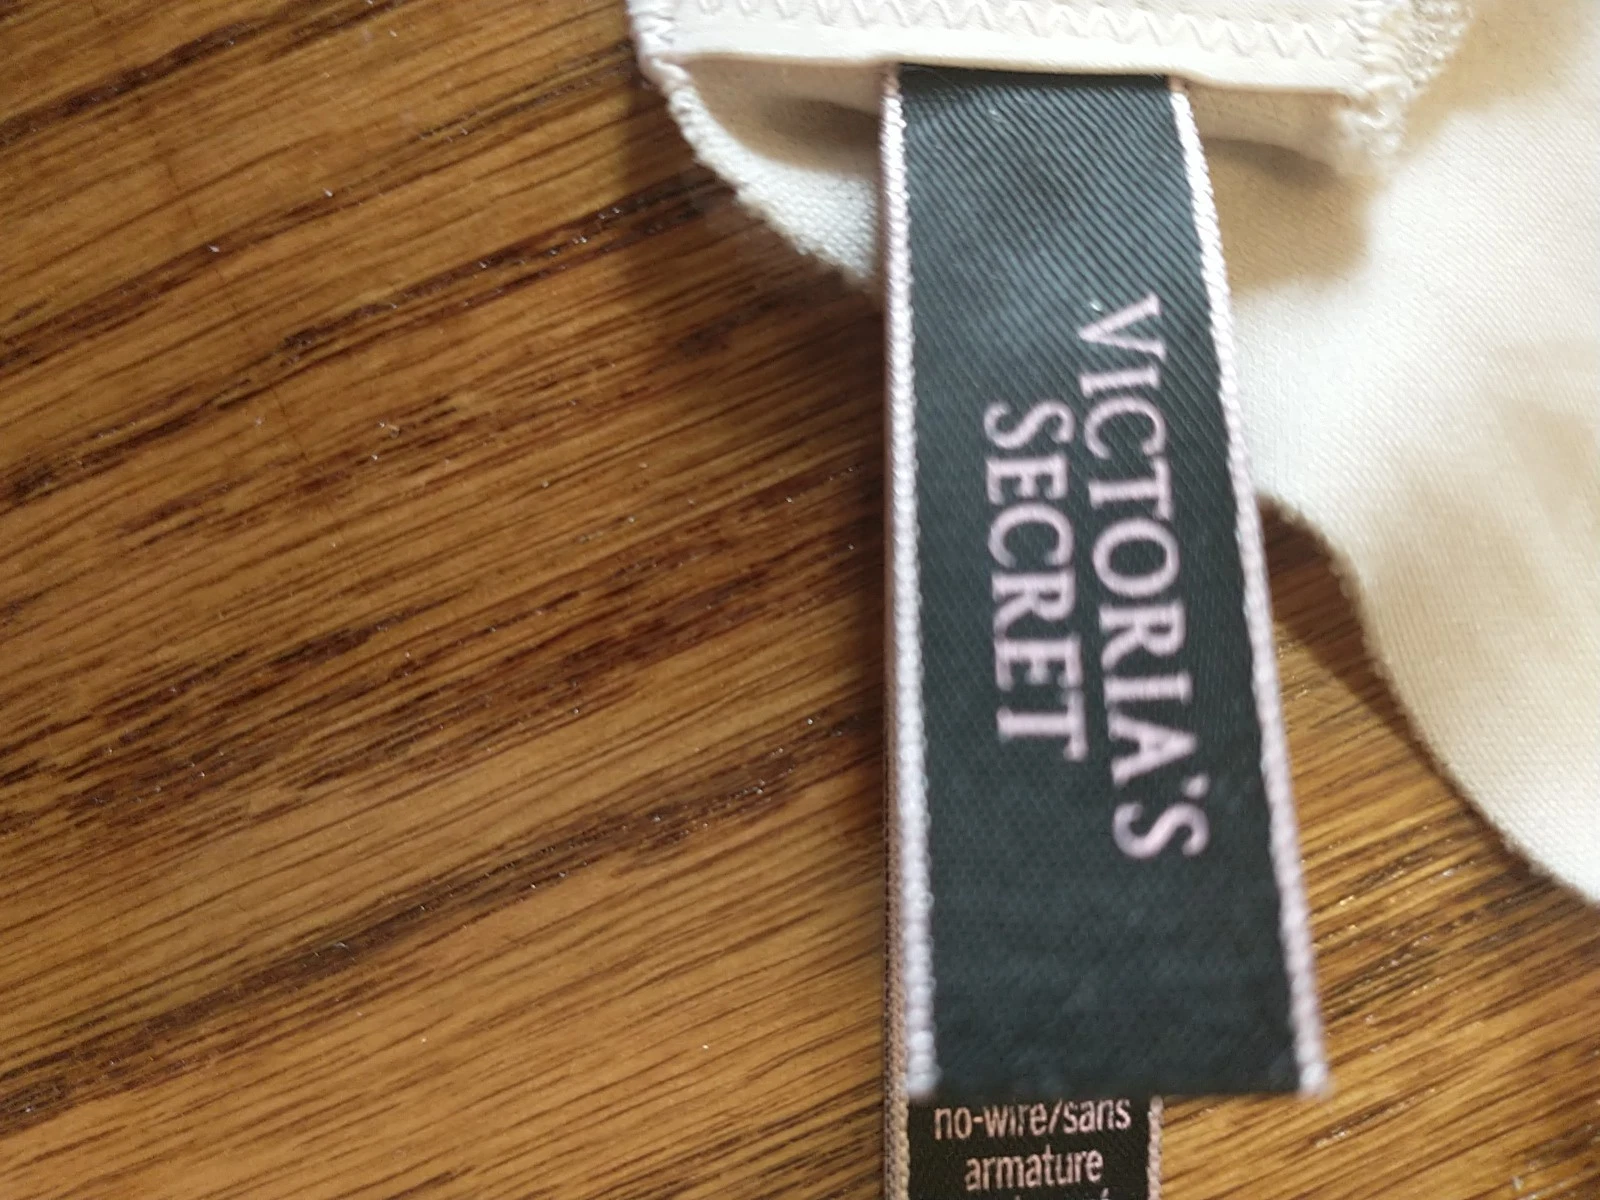 VICTORIA'S
SECRET
no-wire/sans
armature